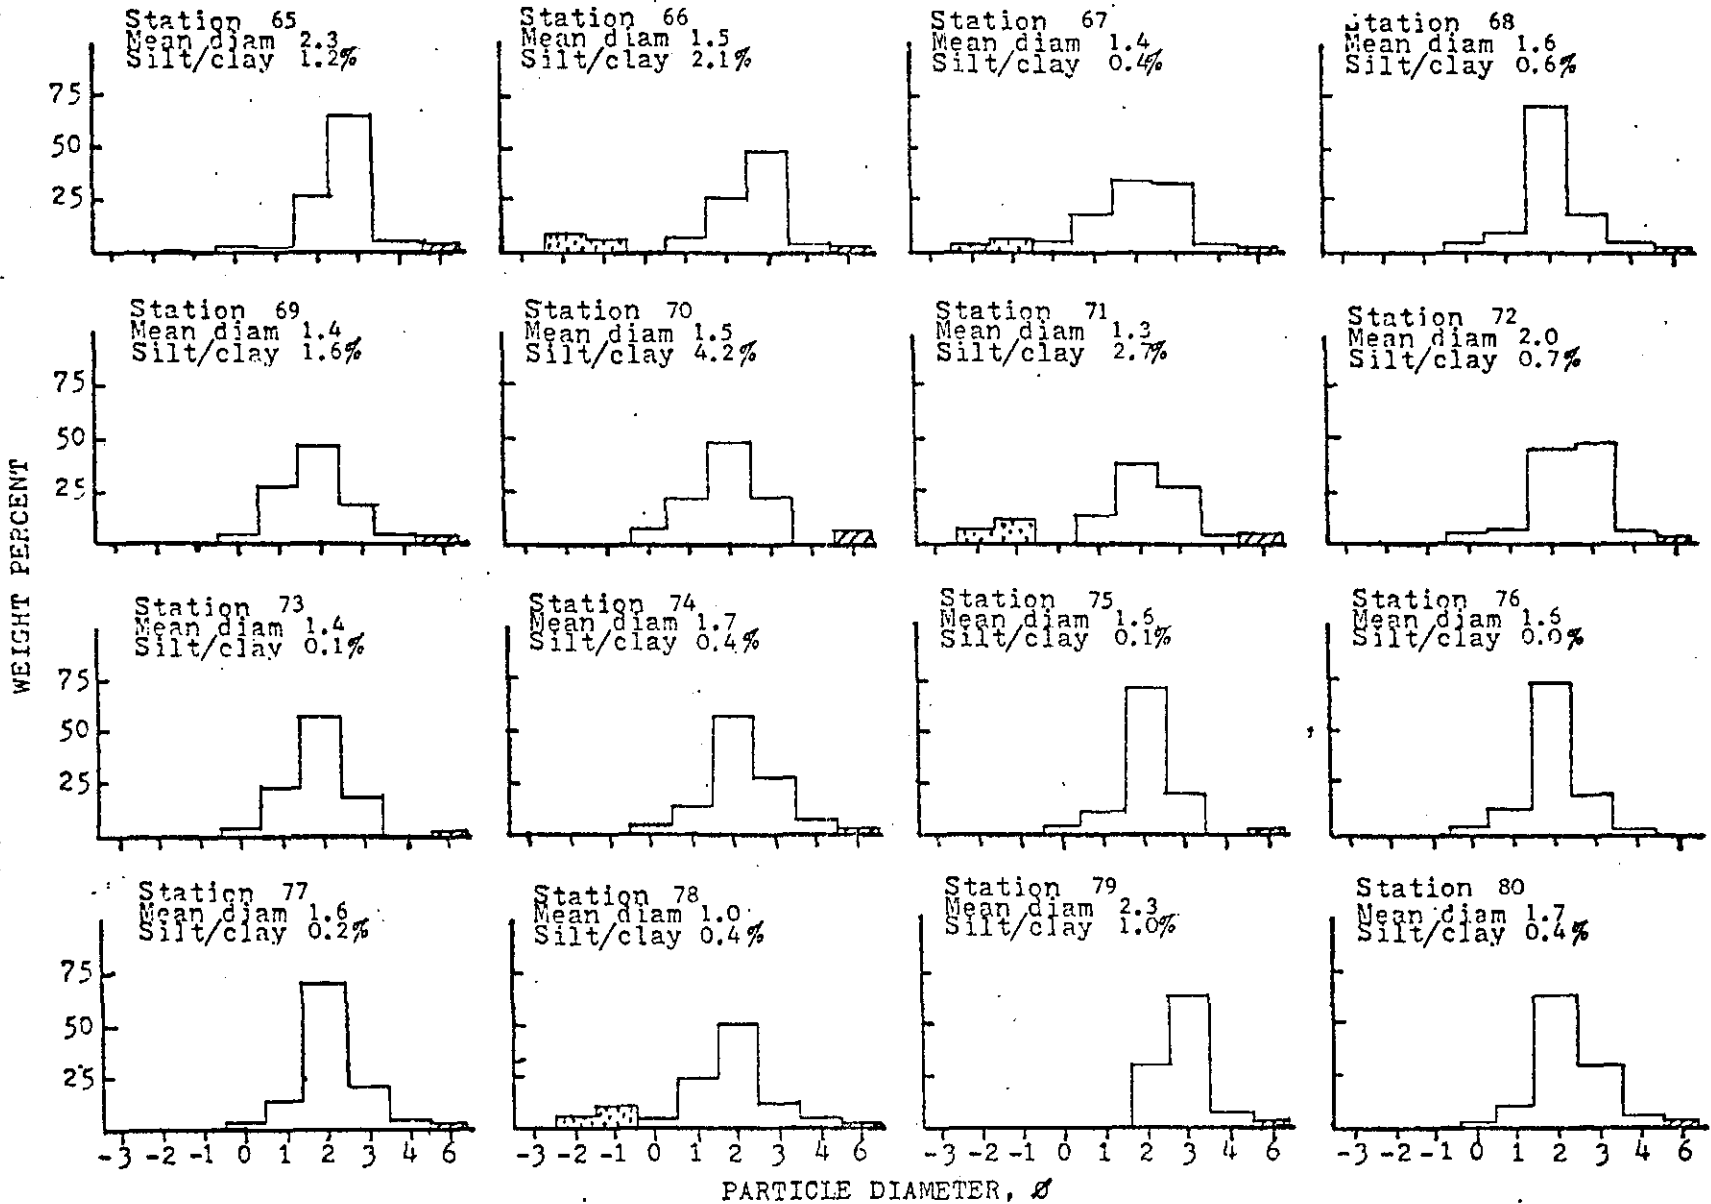 Station 65
Mean diam 2.3
Silt/clay 1.2%
Station 66
Mean diam 1.5
Silt/clay 2.1%
Station 67
Mean diam 1.4
Silt/clay 0.4%
Station 68
Mean diam 1.6
Silt/clay 0.6%
75
50
25
Station 69
Mean diam 1.4
Silt/clay 1.6%
Station 70
Mean diam 1.5
Silt/clay 4.2%
Station 71
Mean diam 1.3
Silt/clay 2.7%
Station 72
Mean diam 2.0
Silt/clay 0.7%
75
50
25
WEIGHT PERCENT
Station 73
Mean diam 1.4
Silt/clay 0.1%
Station 74
Mean diam 1.7
Silt/clay 0.4%
Station 75
Mean diam 1.6
Silt/clay 0.1%
Station 76
Mean diam 1.6
Silt/clay 0.0%
75
50
25
Station 77
Mean diam 1.6
Silt/clay 0.2%
Station 78
Mean diam 1.0
Silt/clay 0.4%
Station 79
Mean diam 2.3
Silt/clay 1.0%
Station 80
Mean diam 1.7
Silt/clay 0.4%
75
50
25
-3 -2 -1 0 1 2 3 4 6
-3 -2 -1 0 1 2 3 4 6
-3 -2 -1 0 1 2 3 4 6
-3 -2 -1 0 1 2 3 4 6
PARTICLE DIAMETER, Ø